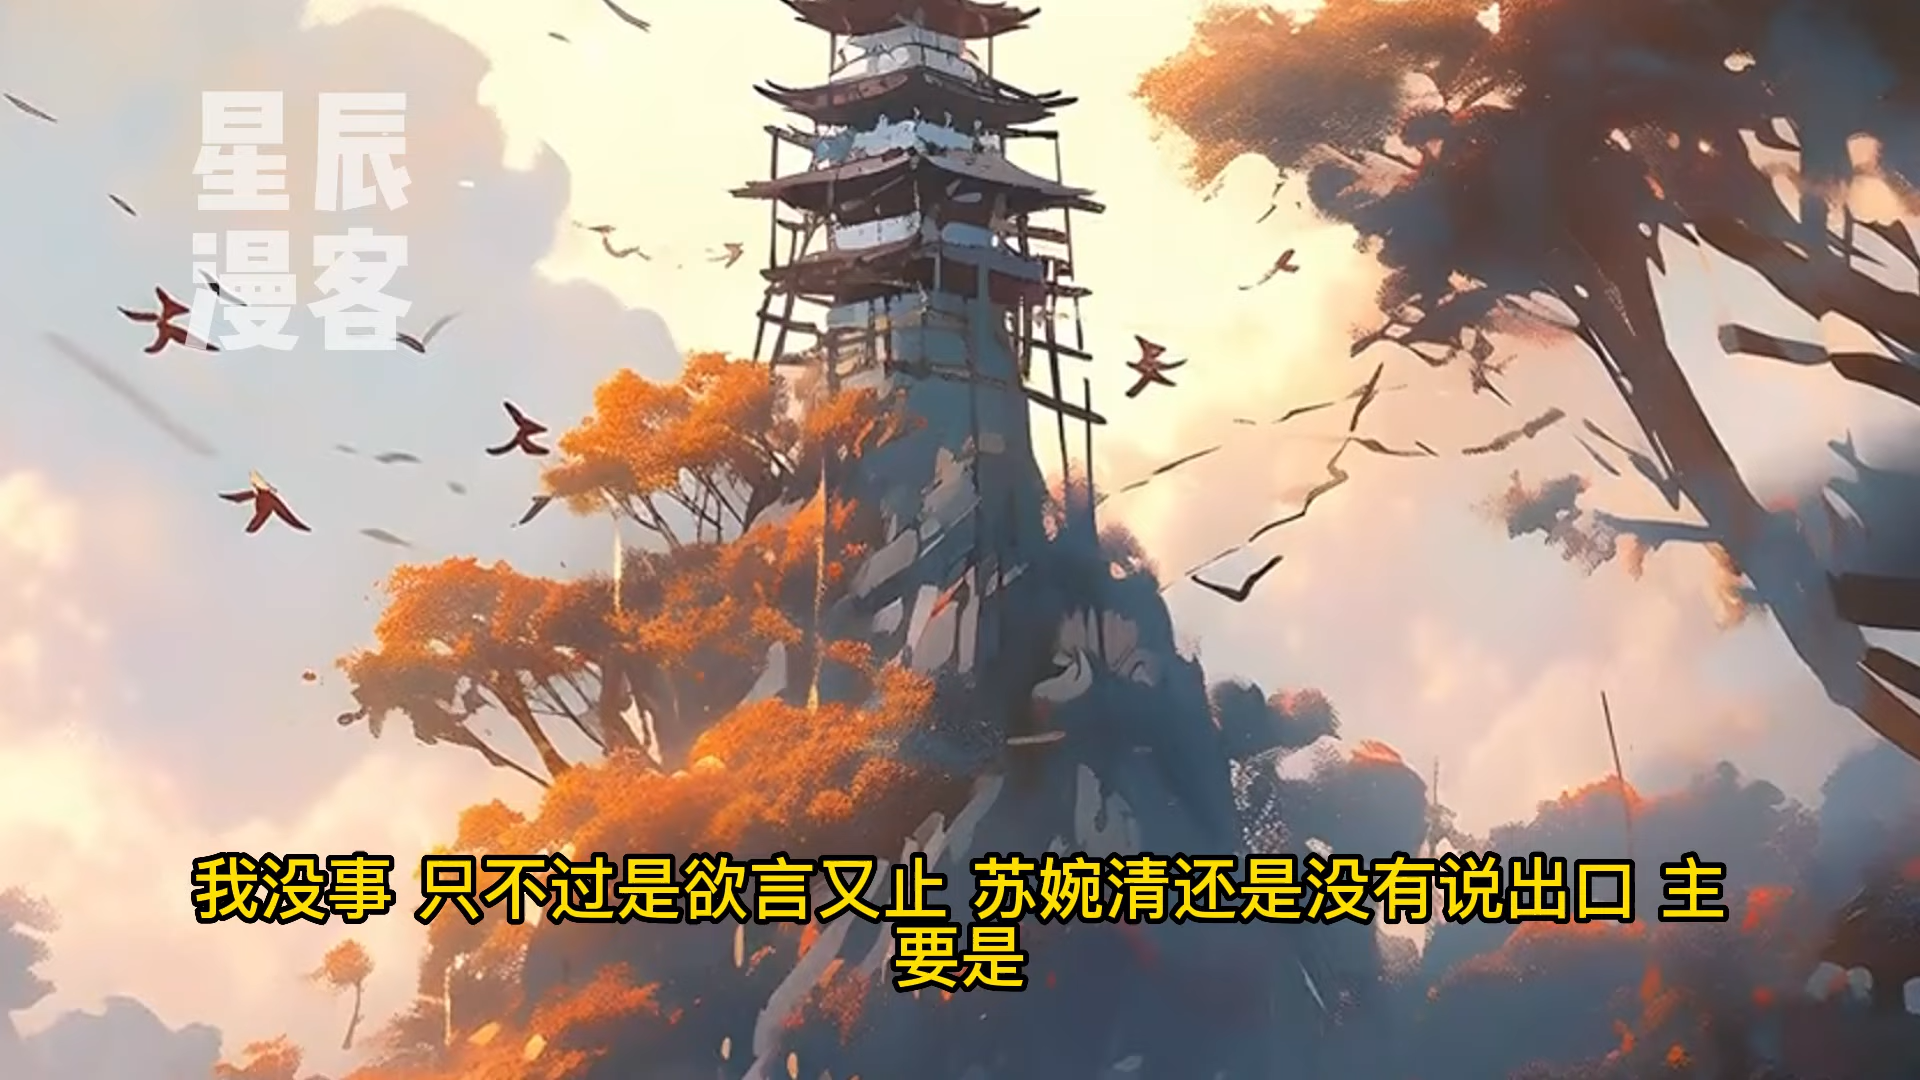 星辰
漫客
我没事 只不过是欲言又止 苏婉清还是没有说出口 主
要是